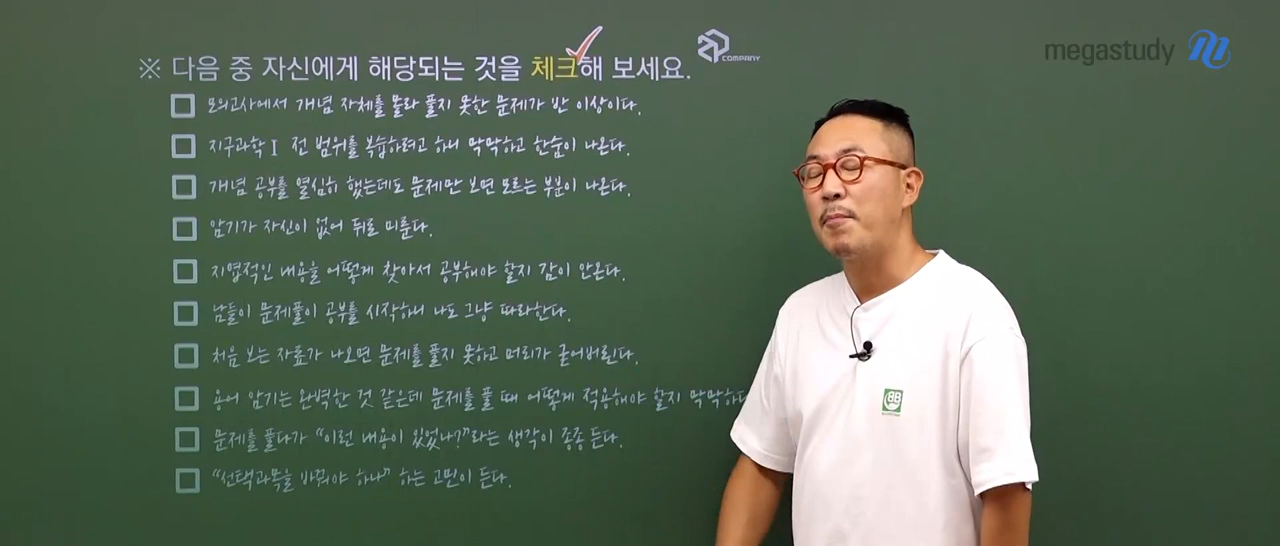 ※ 다음 중 자신에게 해당되는 것을 체크해 보세요.
2P COMPANY
megastudy
모의고사에서 개념 자체를 몰라 풀지 못한 문제가 반 이상이다.
지구과학Ⅰ 전 범위를 복습하려고 하니 막막하고 한숨이 나온다.
개념 공부를 열심히 했는데도 문제만 보면 모르는 부분이 나온다.
암기가 자신이 없어 뒤로 미룬다.
지엽적인 내용을 어떻게 찾아서 공부해야 할지 감이 안온다.
남들이 문제풀이 공부를 시작하니 나도 그냥 따라한다.
처음 보는 자료가 나오면 문제를 풀지 못하고 머리가 굳어버린다.
용어 암기는 완벽한 것 같은데 문제를 풀 때 어떻게 적용해야 할지 막막하다
문제를 풀다가 “이런 내용이 있었나?”라는 생각이 종종 든다.
“선택과목을 바꿔야 하나” 하는 고민이 든다.